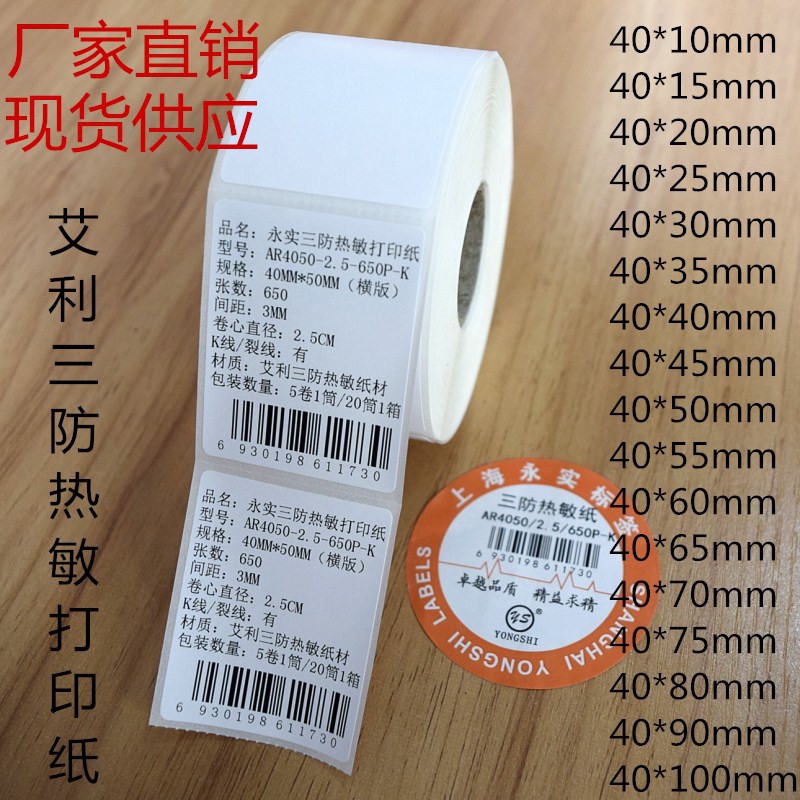 厂家直销
现货供应
艾利三防热敏打印纸
品名：永实三防热敏打印纸
型号：AR4050-2.5-650P-K
规格：40MM*50MM（横版）
张数：650
间距：3MM
卷心直径：2.5CM
K线/裂线：有
材质：艾利三防热敏纸材
包装数量：5卷1筒/20筒1箱
6 930198 611730
品名：永实三防热敏打印纸
型号：AR4050-2.5-650P-K
规格：40MM*50MM（横版）
张数：650
间距：3MM
卷心直径：2.5CM
K线/裂线：有
材质：艾利三防热敏纸材
包装数量：5卷1筒/20筒1箱
6 930198 611730
上海永实标签
三防热敏纸
AR4050/2.5/650P-K
6 930198 611730
卓越品质 精益求精
YS
®
YONGSHI
SHANGHAI YONGSHI LABELS
40*10mm
40*15mm
40*20mm
40*25mm
40*30mm
40*35mm
40*40mm
40*45mm
40*50mm
40*55mm
40*60mm
40*65mm
40*70mm
40*75mm
40*80mm
40*90mm
40*100mm